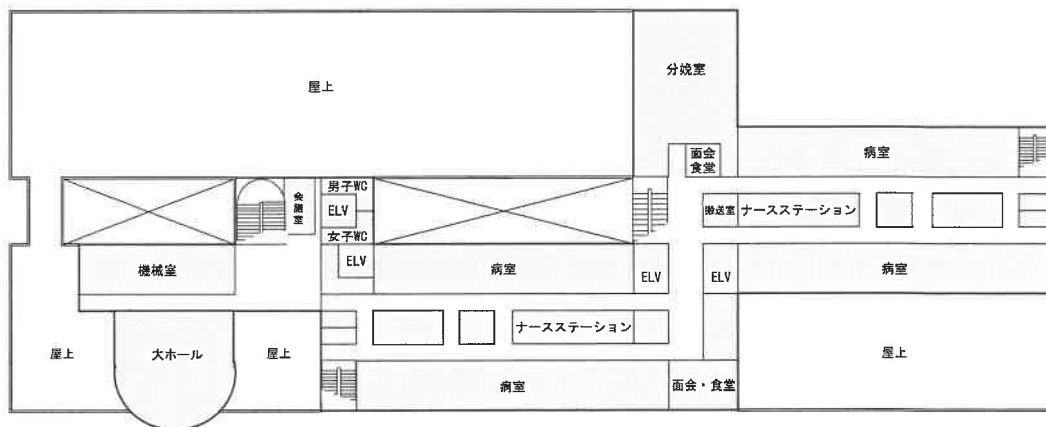 分娩室
屋上
面会
食堂
病室
男子WC
会議室
ELV
搬送室
ナースステーション
女子WC
ELV
機械室
病室
ELV
ELV
病室
ナースステーション
屋上
大ホール
屋上
屋上
病室
面会・食堂